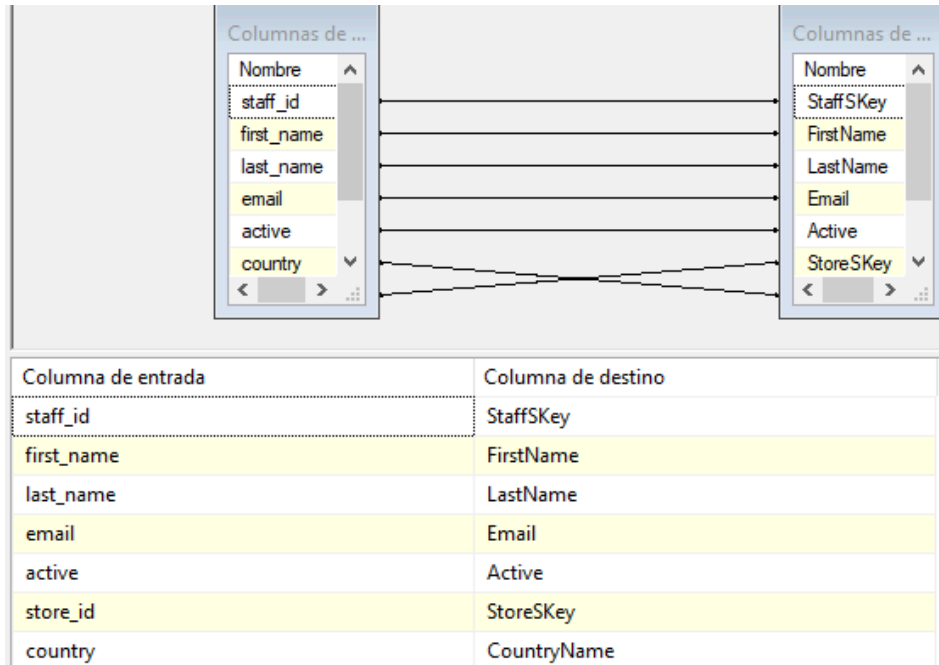 Columnas de ... Columnas de ...
Nombre Nombre
staff_id StaffSKey
first_name FirstName
last_name LastName
email Email
active Active
country StoreSKey
Columna de entrada Columna de destino
staff_id StaffSKey
first_name FirstName
last_name LastName
email Email
active Active
store_id StoreSKey
country CountryName